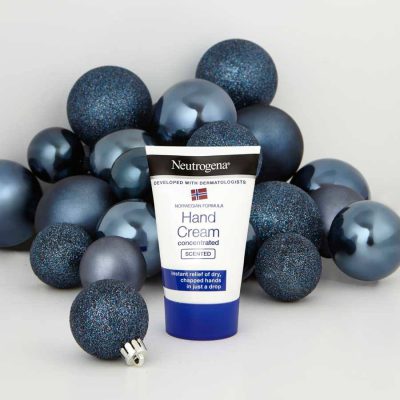 Neutrogena®
DEVELOPED WITH DERMATOLOGISTS
NORWEGIAN FORMULA
Hand
Cream
concentrated
SCENTED
Instant relief of dry,
chapped hands
in just a drop